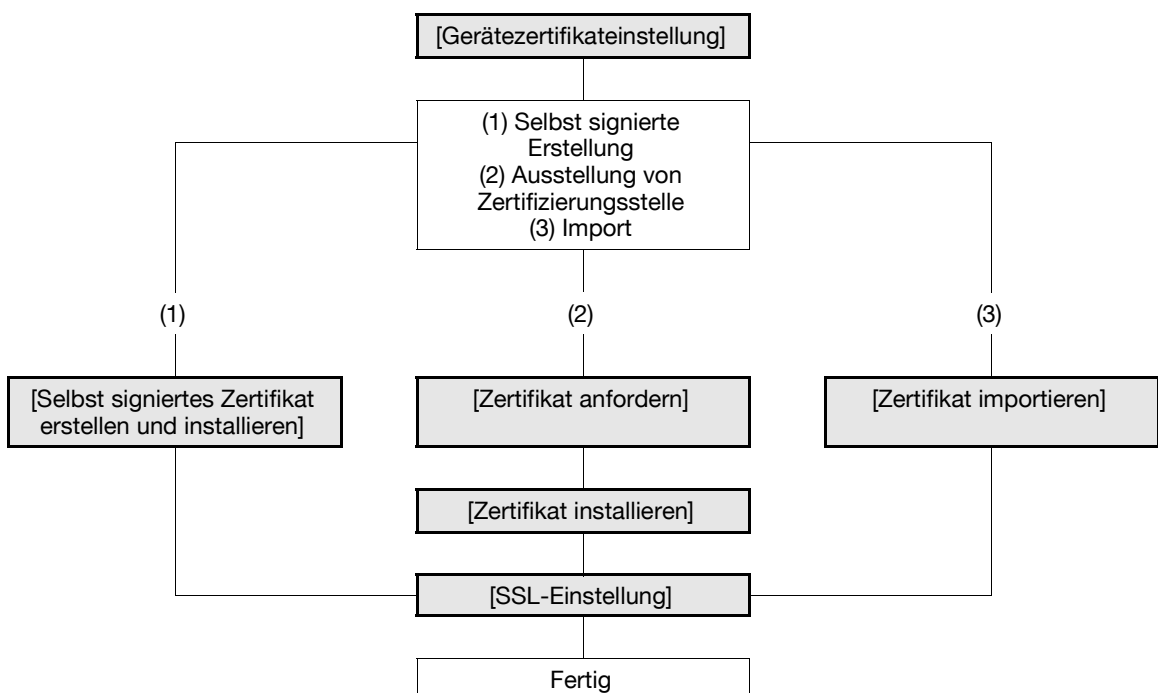 [Gerätezertifikateinstellung]
(1) Selbst signierte
Erstellung
(2) Ausstellung von
Zertifizierungsstelle
(3) Import
(1)
(2)
(3)
[Selbst signiertes Zertifikat
erstellen und installieren]
[Zertifikat anfordern]
[Zertifikat importieren]
[Zertifikat installieren]
[SSL-Einstellung]
Fertig